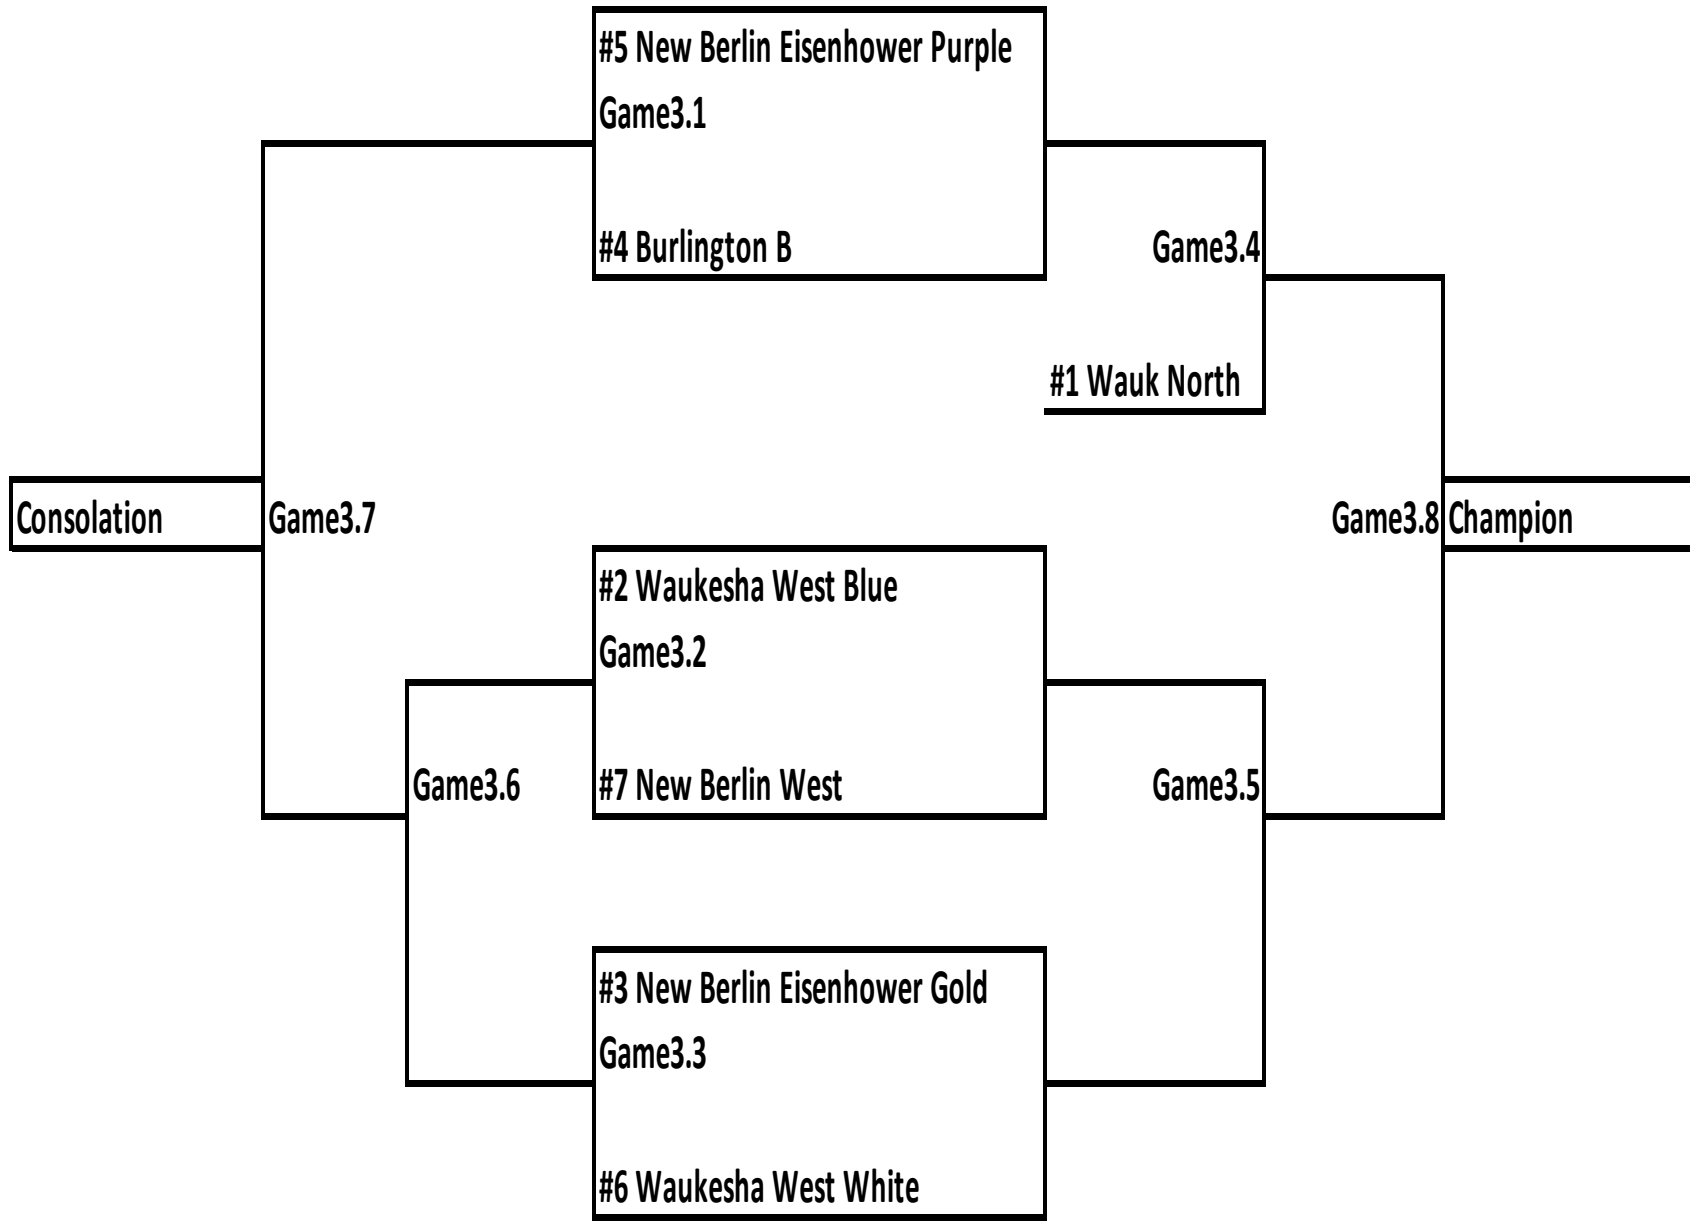 #5 New Berlin Eisenhower Purple
Game3.1
#4 Burlington B
Game3.4
#1 Wauk North
Consolation
Game3.7
Game3.8
Champion
#2 Waukesha West Blue
Game3.2
Game3.6
#7 New Berlin West
Game3.5
#3 New Berlin Eisenhower Gold
Game3.3
#6 Waukesha West White